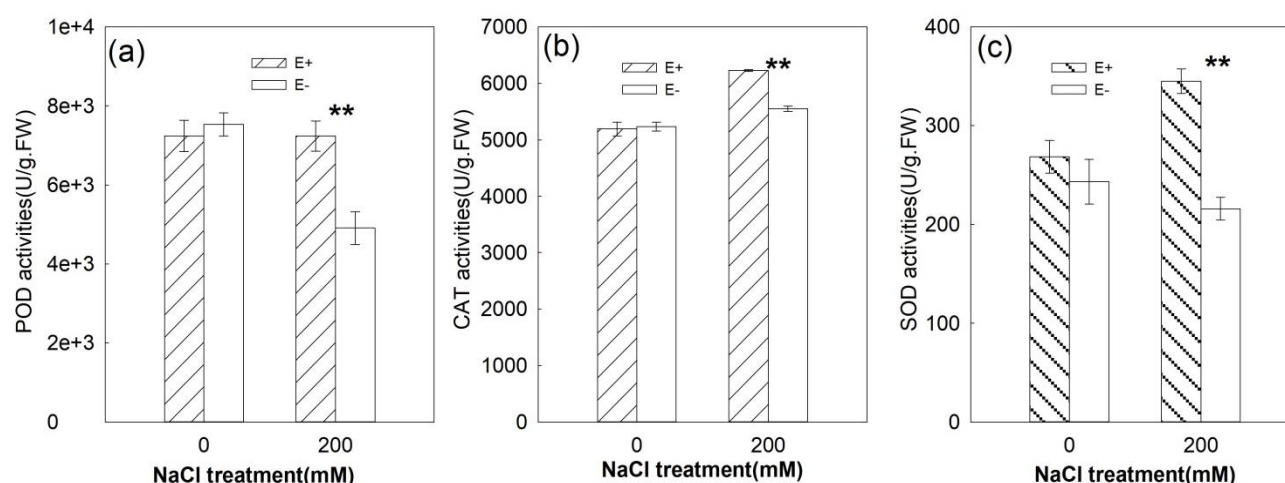 (a)
E+
E-
**
1e+4
8e+3
6e+3
4e+3
2e+3
0
POD activities(U/g.FW)
0
200
NaCl treatment(mM)
(b)
E+
E-
**
7000
6000
5000
4000
3000
2000
1000
0
CAT activities(U/g.FW)
0
200
NaCl treatment(mM)
(c)
E+
E-
**
400
300
200
100
0
SOD activities(U/g.FW)
0
200
NaCl treatment(mM)